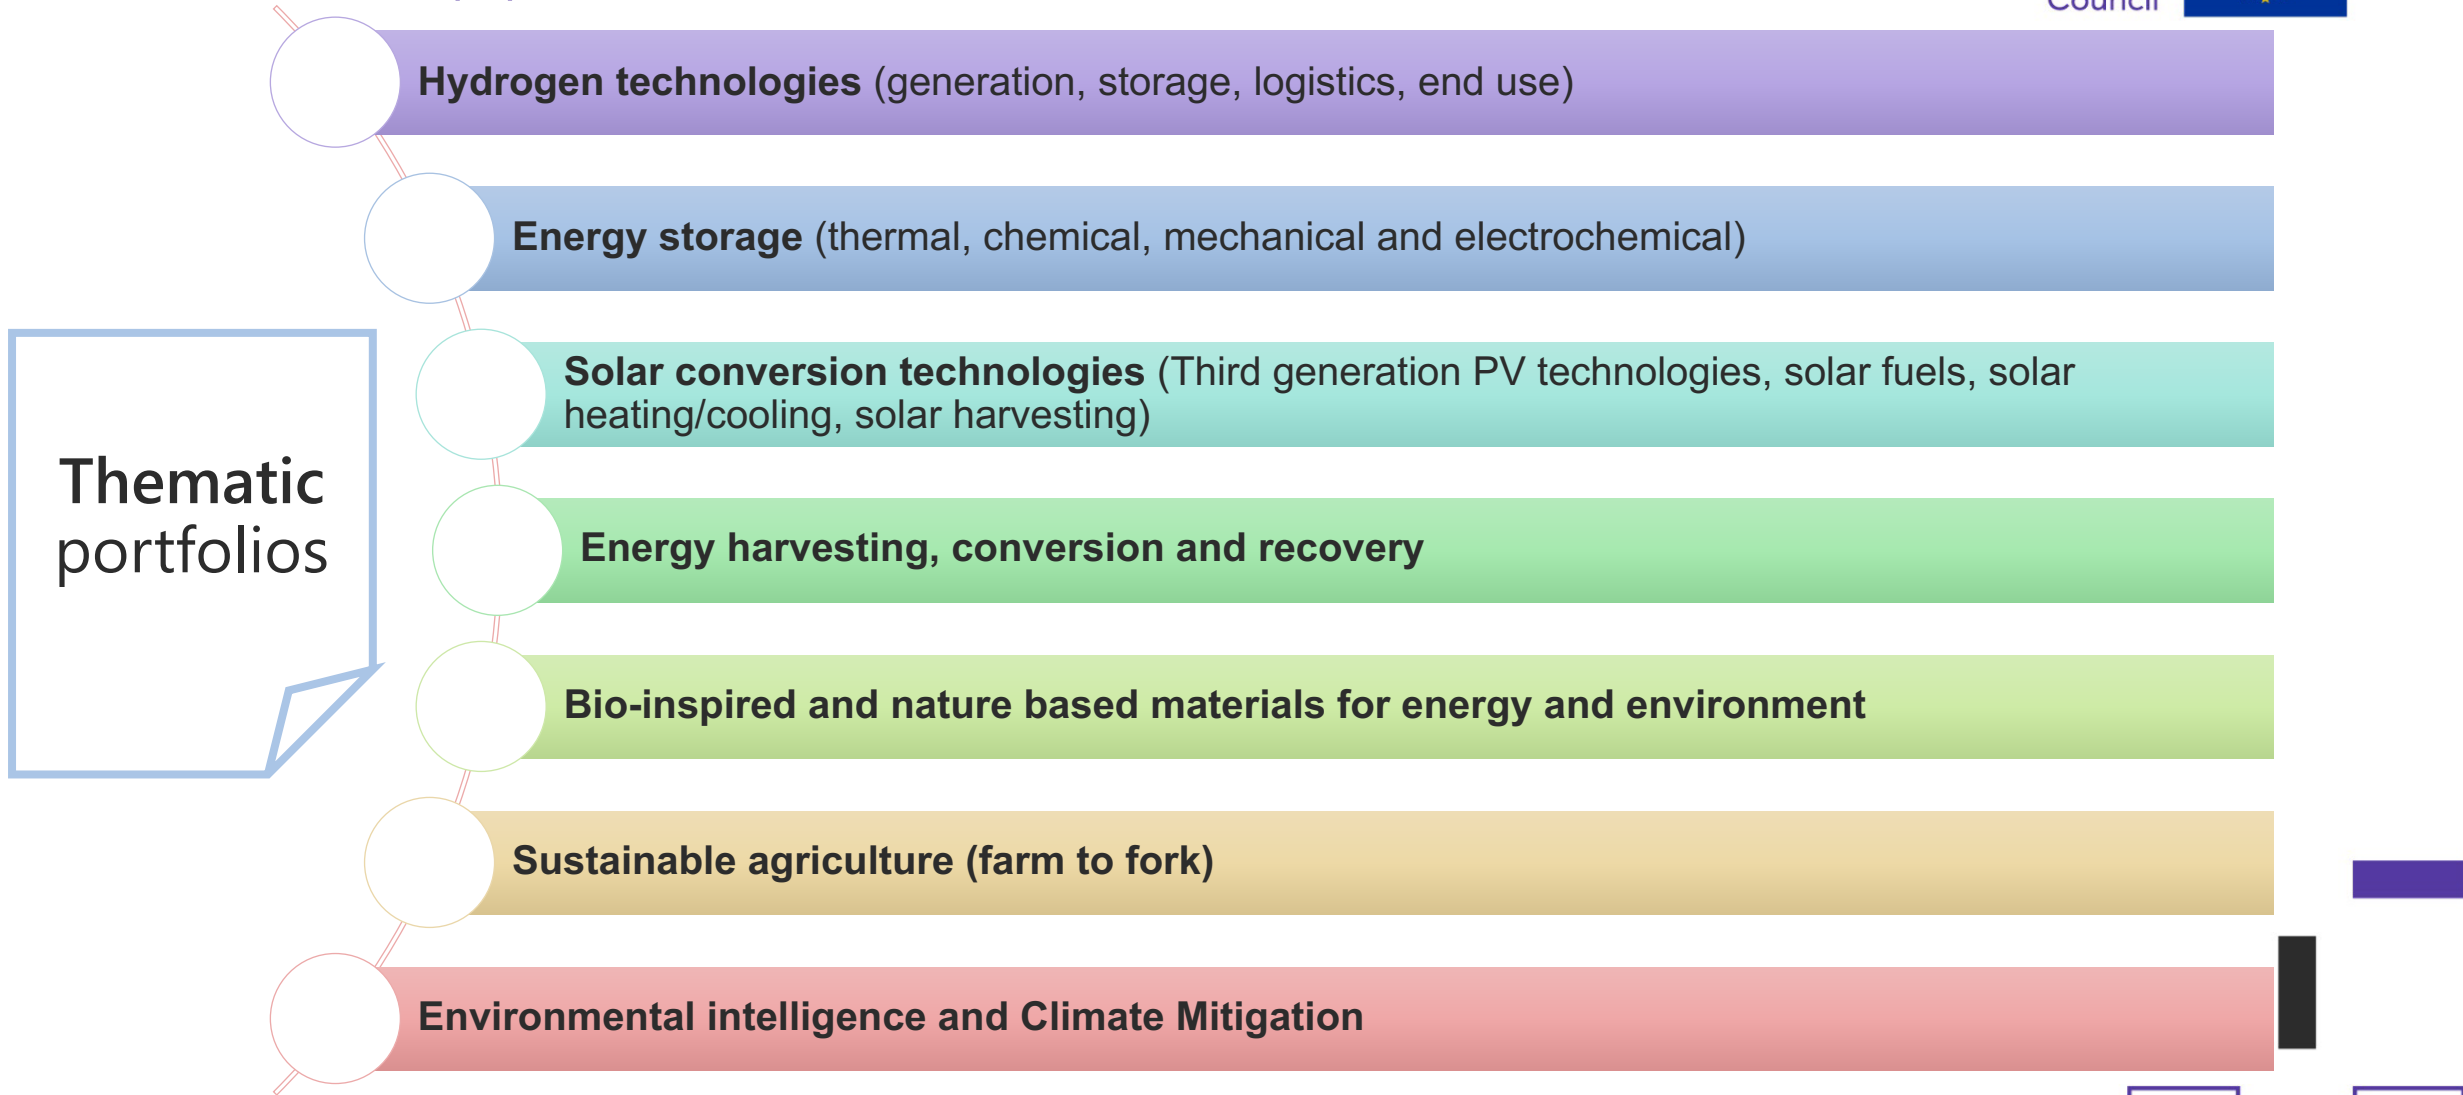 Council
Hydrogen technologies (generation, storage, logistics, end use)
Energy storage (thermal, chemical, mechanical and electrochemical)
Solar conversion technologies (Third generation PV technologies, solar fuels, solar
heating/cooling, solar harvesting)
Thematic
portfolios
Energy harvesting, conversion and recovery
Bio-inspired and nature based materials for energy and environment
Sustainable agriculture (farm to fork)
Environmental intelligence and Climate Mitigation